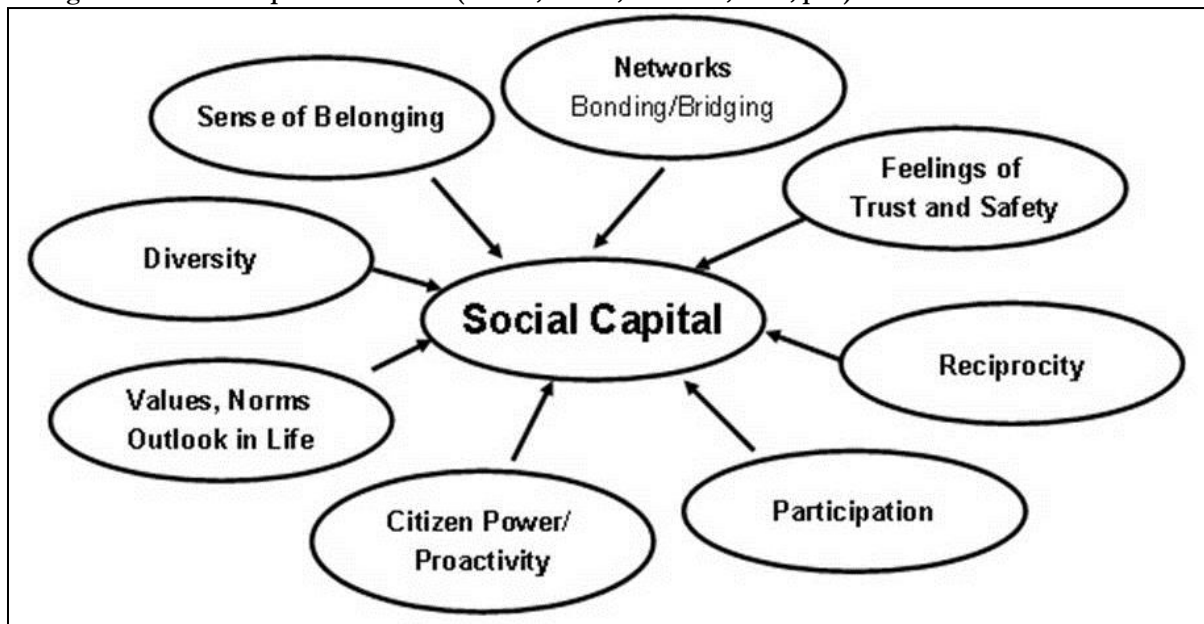 Networks
Bonding/Bridging
Sense of Belonging
Feelings of
Trust and Safety
Diversity
Social Capital
Reciprocity
Values, Norms
Outlook in Life
Participation
Citizen Power/
Proactivity